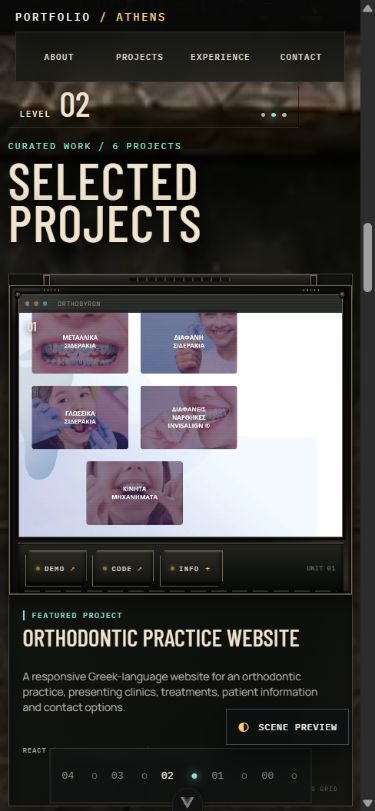 PORTFOLIO / ATHENS
ABOUT PROJECTS EXPERIENCE CONTACT
LEVEL 02
CURATED WORK / 6 PROJECTS
SELECTED
PROJECTS
ORTHOGYRON
01
ΜΕΤΑΛΛΙΚΑ
ΣΙΔΕΡΑΚΙΑ
ΔΙΑΦΑΝΗ
ΣΙΔΕΡΑΚΙΑ
ΓΛΩΣΣΙΚΑ
ΣΙΔΕΡΑΚΙΑ
ΔΙΑΦΑΝΕΙΣ
ΝΑΡΘΗΚΕΣ
INVISALIGN ®
ΚΙΝΗΤΑ
ΜΗΧΑΝΗΜΑΤΑ
DEMO ↗ CODE ↗ INFO +
UNIT 01
FEATURED PROJECT
ORTHODONTIC PRACTICE WEBSITE
A responsive Greek-language website for an orthodontic
practice, presenting clinics, treatments, patient information
and contact options.
SCENE PREVIEW
REACT
04 03 02 01 00
GRID